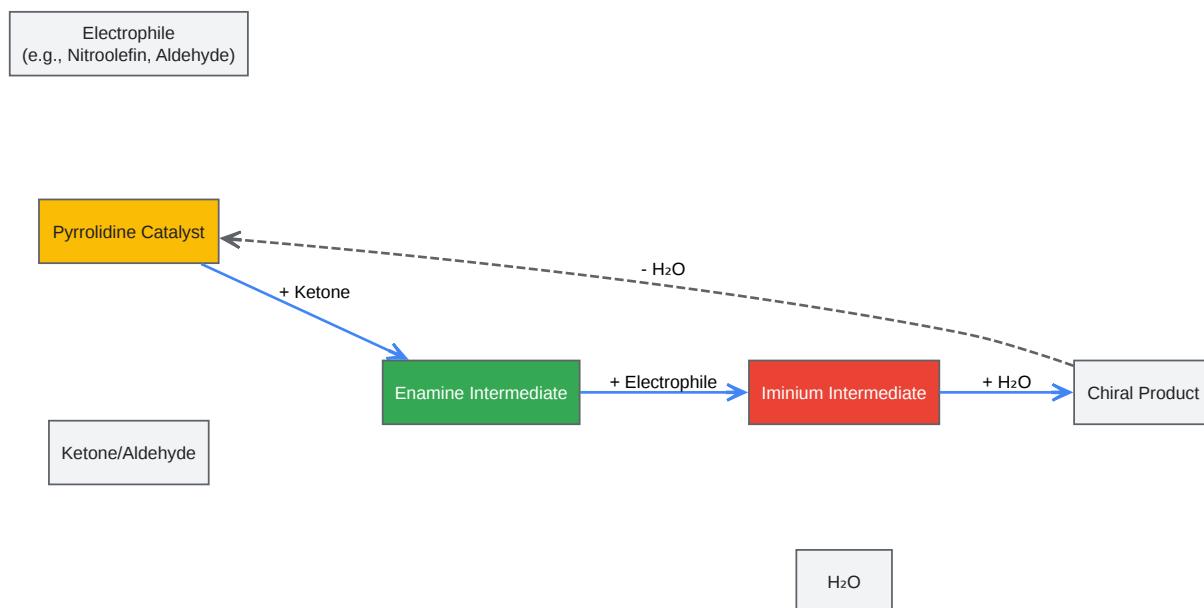 Electrophile
(e.g., Nitroolefin, Aldehyde)
Pyrrolidine Catalyst
- H₂O
+ Ketone
Enamine Intermediate
+ Electrophile
Iminium Intermediate
+ H₂O
Chiral Product
Ketone/Aldehyde
H₂O